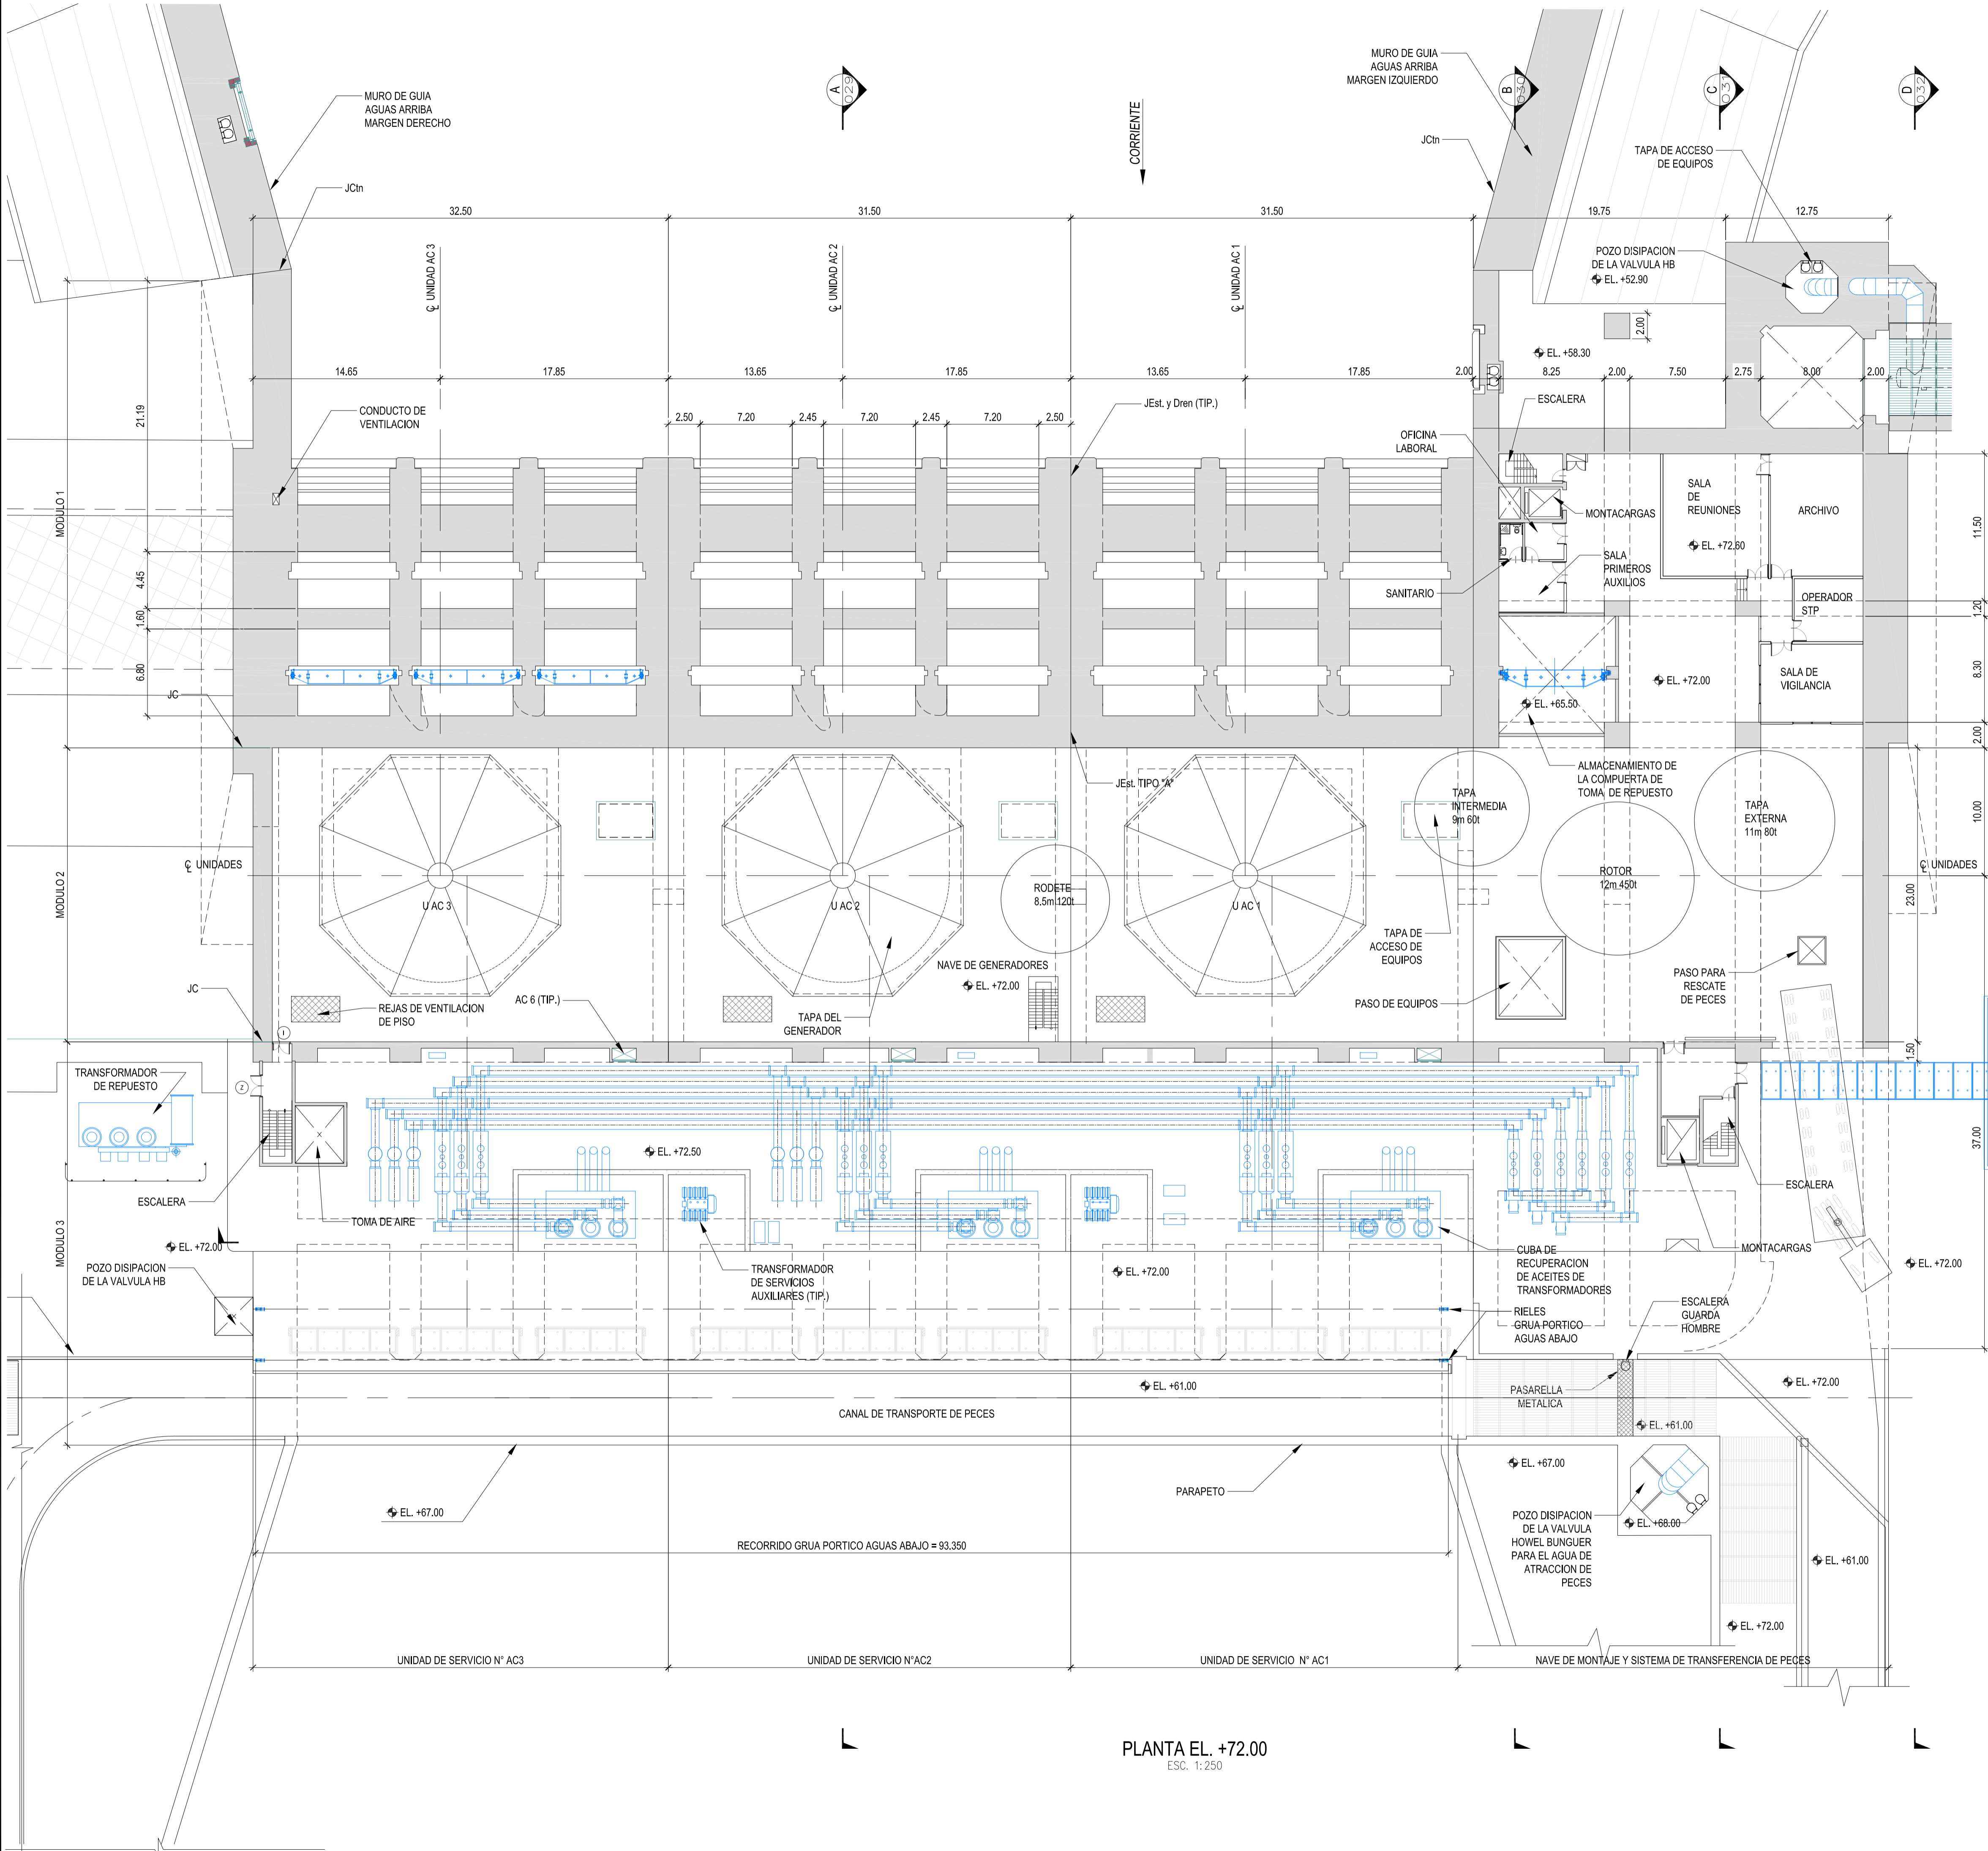 MURO DE GUIA
AGUAS ARRIBA
MARGEN DERECHO
JCtn
A
029
CORRIENTE
MURO DE GUIA
AGUAS ARRIBA
MARGEN IZQUIERDO
JCtn
B
030
C
031
D
032
TAPA DE ACCESO
DE EQUIPOS
32.50
31.50
31.50
19.75
12.75
℄ UNIDAD AC 3
℄ UNIDAD AC 2
℄ UNIDAD AC 1
POZO DISIPACION
DE LA VALVULA HB
EL. +52.90
2.00
EL. +58.30
14.65
17.85
13.65
17.85
13.65
17.85
2.00
8.25
2.00
7.50
2.75
8.00
2.00
21.19
CONDUCTO DE
VENTILACION
2.50
7.20
2.45
7.20
2.45
7.20
2.50
JEst. y Dren (TIP.)
ESCALERA
OFICINA
LABORAL
MODULO 1
4.45
1.60
6.80
MONTACARGAS
SALA
DE
REUNIONES
EL. +72.60
ARCHIVO
SALA
PRIMEROS
AUXILIOS
SANITARIO
OPERADOR
STP
SALA DE
VIGILANCIA
EL. +72.00
EL. +65.50
11.50
1.20
8.30
2.00
JC
JEst. TIPO "A"
ALMACENAMIENTO DE
LA COMPUERTA DE
TOMA DE REPUESTO
TAPA
INTERMEDIA
9m 60t
TAPA
EXTERNA
11m 80t
10.00
℄ UNIDADES
℄ UNIDADES
MODULO 2
U AC 3
U AC 2
RODETE
8.5m 120t
U AC 1
ROTOR
12m 450t
23.00
TAPA DE
ACCESO DE
EQUIPOS
NAVE DE GENERADORES
EL. +72.00
PASO DE EQUIPOS
PASO PARA
RESCATE
DE PECES
JC
REJAS DE VENTILACION
DE PISO
AC 6 (TIP.)
TAPA DEL
GENERADOR
1
2
1.50
TRANSFORMADOR
DE REPUESTO
EL. +72.50
37.00
ESCALERA
TOMA DE AIRE
ESCALERA
MODULO 3
EL. +72.00
POZO DISIPACION
DE LA VALVULA HB
TRANSFORMADOR
DE SERVICIOS
AUXILIARES (TIP.)
EL. +72.00
CUBA DE
RECUPERACION
DE ACEITES DE
TRANSFORMADORES
MONTACARGAS
EL. +72.00
RIELES
GRUA PORTICO
AGUAS ABAJO
ESCALERA
GUARDA
HOMBRE
EL. +61.00
CANAL DE TRANSPORTE DE PECES
PASARELLA
METALICA
EL. +72.00
EL. +61.00
EL. +67.00
PARAPETO
EL. +67.00
POZO DISIPACION
DE LA VALVULA
HOWEL BUNGUER
PARA EL AGUA DE
ATRACCION DE
PECES
EL. +68.00
EL. +61.00
RECORRIDO GRUA PORTICO AGUAS ABAJO = 93.350
EL. +72.00
UNIDAD DE SERVICIO N° AC3
UNIDAD DE SERVICIO N°AC2
UNIDAD DE SERVICIO N° AC1
NAVE DE MONTAJE Y SISTEMA DE TRANSFERENCIA DE PECES
PLANTA EL. +72.00
ESC. 1:250